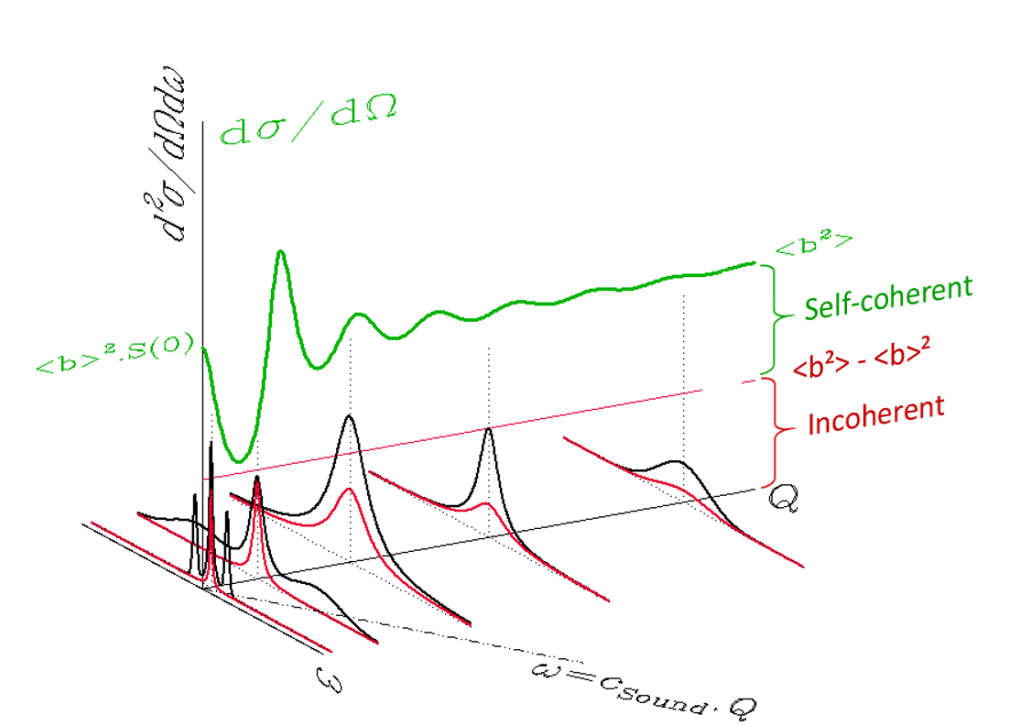 d²σ/dΩdω
dσ/dΩ
<b²>
Self-coherent
<b>².S(0)
<b²> - <b>²
Incoherent
Q
ω=c_Sound·Q
ω